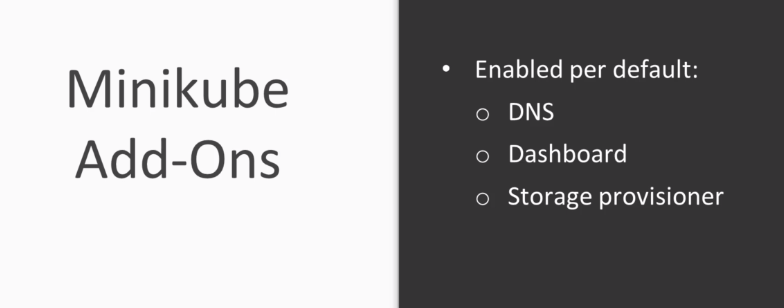 Minikube
Add-Ons
• Enabled per default:
o DNS
o Dashboard
o Storage provisioner